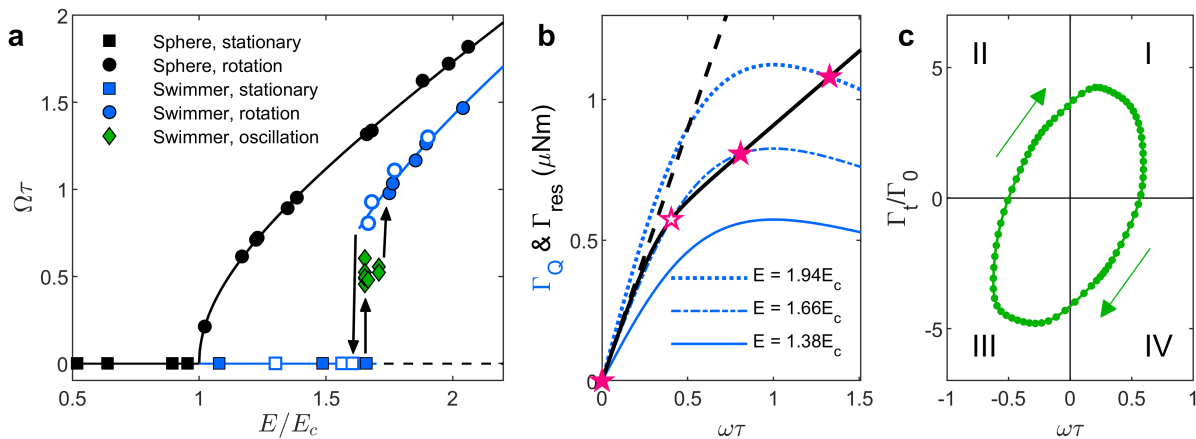 a
2
1.5
1
0.5
0
Ωτ
Sphere, stationary
Sphere, rotation
Swimmer, stationary
Swimmer, rotation
Swimmer, oscillation
0.5
1
1.5
2
E/E_c
b
1
0.5
0
Γ_Q & Γ_res (μNm)
E = 1.94E_c
E = 1.66E_c
E = 1.38E_c
0
0.5
1
1.5
ωτ
c
5
0
-5
Γ_t/Γ_0
II
I
III
IV
-1
-0.5
0
0.5
1
ωτ